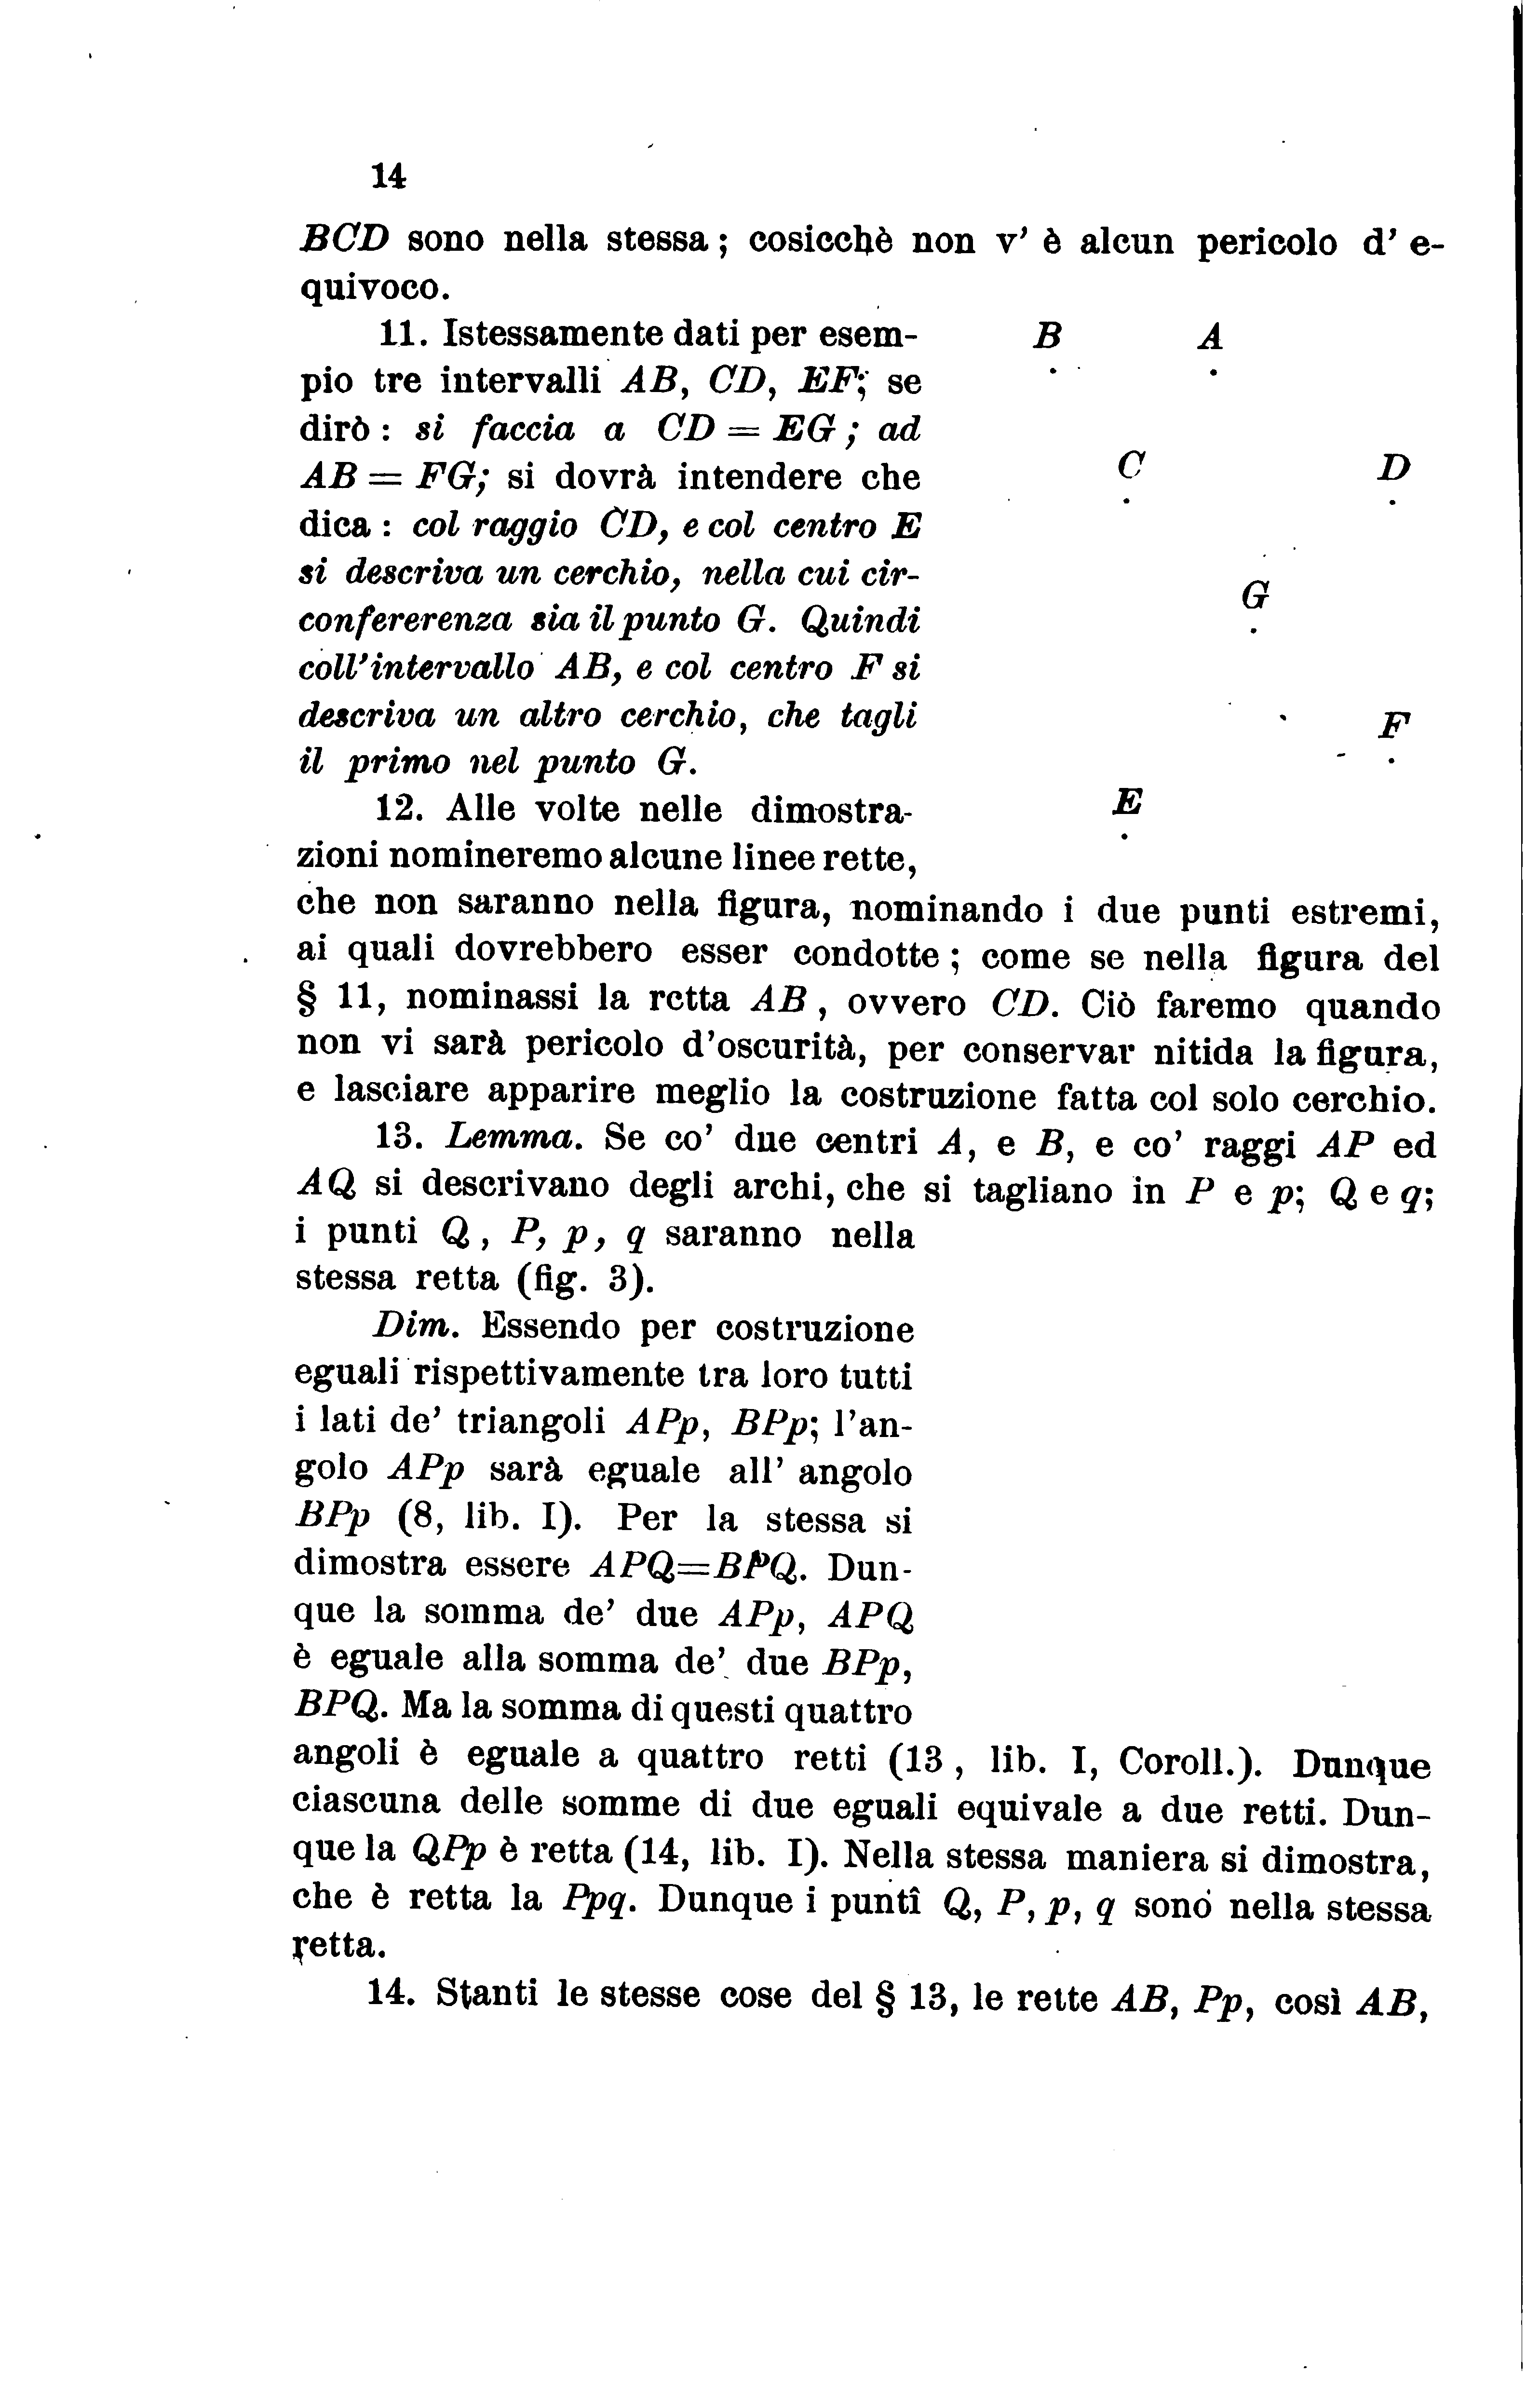 14
BCD sono nella stessa ; cosicchè non v' è alcun pericolo d' e-
quivoco.
11. Istessamente dati per esem-
pio tre intervalli AB, CD, EF; se
dirò : si faccia a CD = EG ; ad
AB = FG; si dovrà intendere che
dica : col raggio CD, e col centro E
si descriva un cerchio, nella cui cir-
confererenza sia il punto G. Quindi
coll'intervallo AB, e col centro F si
descriva un altro cerchio, che tagli
il primo nel punto G.
B A
C D
G
F
E
12. Alle volte nelle dimostra-
zioni nomineremo alcune linee rette,
che non saranno nella figura, nominando i due punti estremi,
ai quali dovrebbero esser condotte ; come se nella figura del
§ 11, nominassi la retta AB , ovvero CD. Ciò faremo quando
non vi sarà pericolo d'oscurità, per conservar nitida la figura,
e lasciare apparire meglio la costruzione fatta col solo cerchio.
13. Lemma. Se co' due centri A, e B, e co' raggi AP ed
AQ si descrivano degli archi, che si tagliano in P e p; Q e q;
i punti Q , P, p, q saranno nella
stessa retta (fig. 3).
Dim. Essendo per costruzione
eguali rispettivamente tra loro tutti
i lati de' triangoli APp, BPp; l'an-
golo APp sarà eguale all' angolo
BPp (8, lib. I). Per la stessa si
dimostra essere APQ=BPQ. Dun-
que la somma de' due APp, APQ
è eguale alla somma de' due BPp,
BPQ. Ma la somma di questi quattro
angoli è eguale a quattro retti (13 , lib. I, Coroll.). Dunque
ciascuna delle somme di due eguali equivale a due retti. Dun-
que la QPp è retta (14, lib. I). Nella stessa maniera si dimostra,
che è retta la Ppq. Dunque i punti Q, P, p, q sono nella stessa
retta.
14. Stanti le stesse cose del § 13, le rette AB, Pp, così AB,